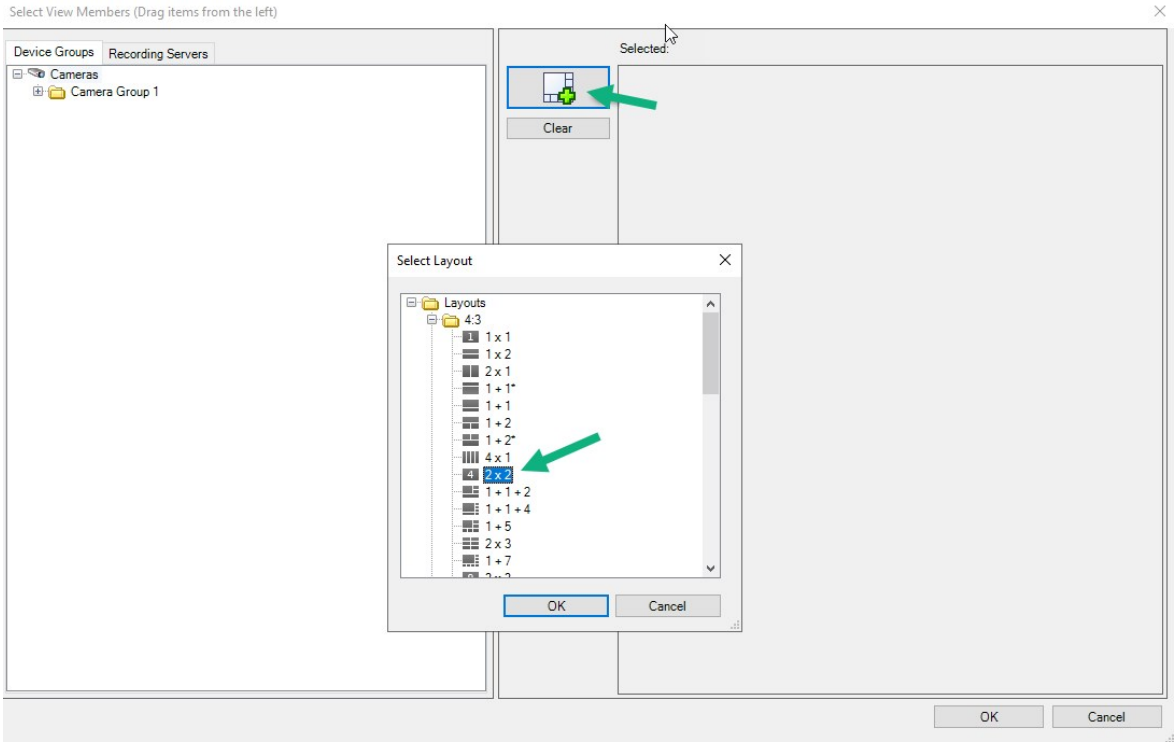 Select View Members (Drag items from the left)
Device Groups
Recording Servers
Selected:
Cameras
Camera Group 1
Clear
Select Layout
Layouts
4:3
1 1 x 1
1 x 2
2 x 1
1 + 1*
1 + 1
1 + 2
1 + 2*
4 x 1
4 2 x 2
1 + 1 + 2
1 + 1 + 4
1 + 5
2 x 3
1 + 7
OK
Cancel
OK
Cancel